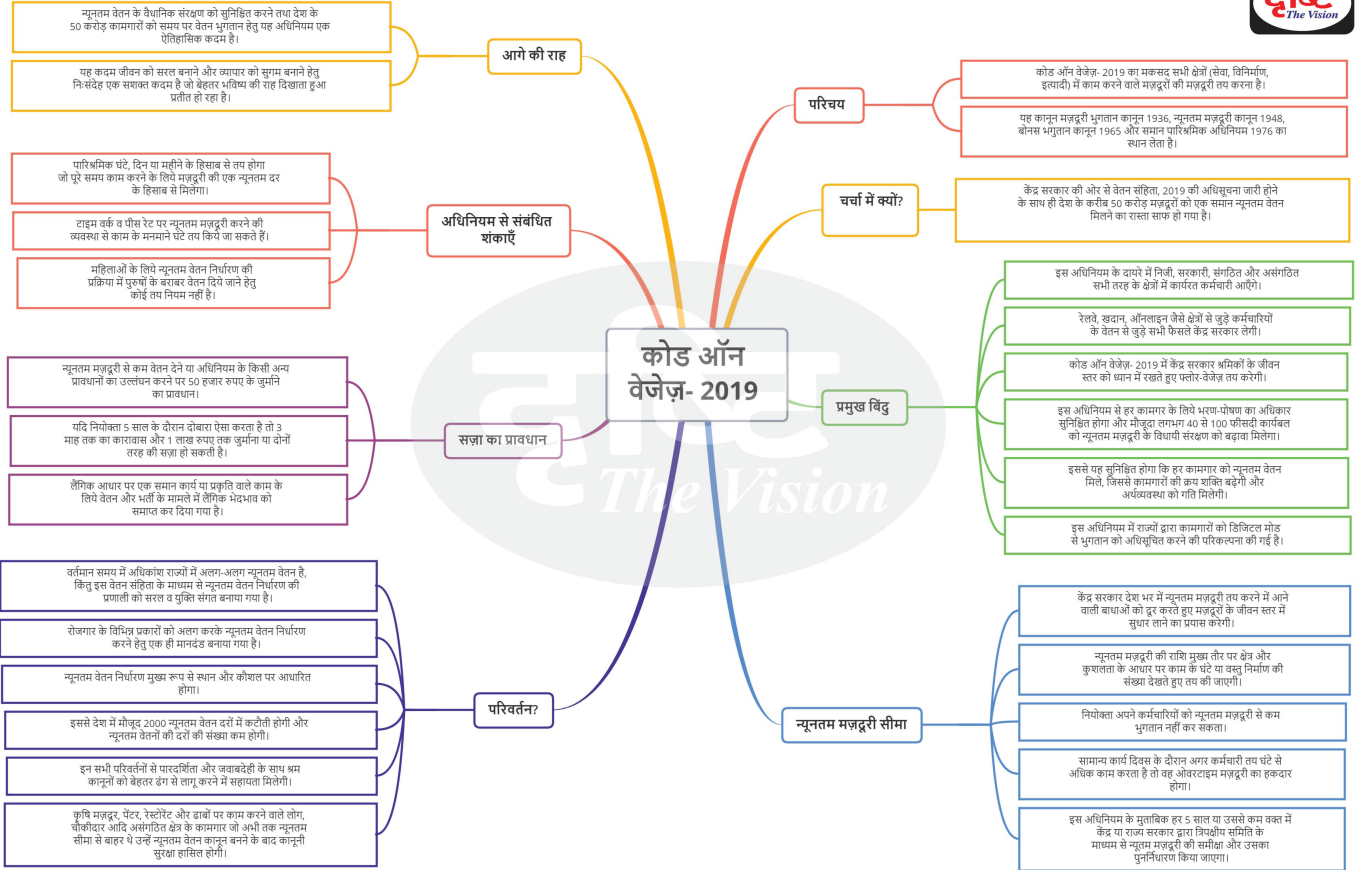 दृष्टि
The Vision
कोड ऑन
वेजेज़- 2019
परिचय
कोड ऑन वेजेज़- 2019 का मकसद सभी क्षेत्रों (सेवा, विनिर्माण,
इत्यादी) में काम करने वाले मज़दूरों की मज़दूरी तय करना है।
यह कानून मज़दूरी भुगतान कानून 1936, न्यूनतम मज़दूरी कानून 1948,
बोनस भगुतान कानून 1965 और समान पारिश्रमिक अधिनियम 1976 का
स्थान लेता है।
चर्चा में क्यों?
केंद्र सरकार की ओर से वेतन संहिता, 2019 की अधिसूचना जारी होने
के साथ ही देश के करीब 50 करोड़ मज़दूरों को एक समान न्यूनतम वेतन
मिलने का रास्ता साफ हो गया है।
प्रमुख बिंदु
इस अधिनियम के दायरे में निजी, सरकारी, संगठित और असंगठित
सभी तरह के क्षेत्रों में कार्यरत कर्मचारी आएँगे।
रेलवे, खदान, ऑनलाइन जैसे क्षेत्रों से जुड़े कर्मचारियों
के वेतन से जुड़े सभी फैसले केंद्र सरकार लेगी।
कोड ऑन वेजेज़- 2019 में केंद्र सरकार श्रमिकों के जीवन
स्तर को ध्यान में रखते हुए फ्लोर-वेजेज़ तय करेगी।
इस अधिनियम से हर कामगर के लिये भरण-पोषण का अधिकार
सुनिश्चित होगा और मौजूदा लगभग 40 से 100 फीसदी कार्यबल
को न्यूनतम मज़दूरी के विधायी संरक्षण को बढ़ावा मिलेगा।
इससे यह सुनिश्चित होगा कि हर कामगार को न्यूनतम वेतन
मिले, जिससे कामगारों की क्रय शक्ति बढ़ेगी और
अर्थव्यवस्था को गति मिलेगी।
इस अधिनियम में राज्यों द्वारा कामगारों को डिजिटल मोड
से भुगतान को अधिसूचित करने की परिकल्पना की गई है।
न्यूनतम मज़दूरी सीमा
केंद्र सरकार देश भर में न्यूनतम मज़दूरी तय करने में आने
वाली बाधाओं को दूर करते हुए मज़दूरों के जीवन स्तर में
सुधार लाने का प्रयास करेगी।
न्यूनतम मज़दूरी की राशि मुख्य तौर पर क्षेत्र और
कुशलता के आधार पर काम के घंटे या वस्तु निर्माण की
संख्या देखते हुए तय की जाएगी।
नियोक्ता अपने कर्मचारियों को न्यूनतम मज़दूरी से कम
भुगतान नहीं कर सकता।
सामान्य कार्य दिवस के दौरान अगर कर्मचारी तय घंटे से
अधिक काम करता है तो वह ओवरटाइम मज़दूरी का हकदार
होगा।
इस अधिनियम के मुताबिक हर 5 साल या उससे कम वक्त में
केंद्र या राज्य सरकार द्वारा त्रिपक्षीय समिति के
माध्यम से न्यूतम मज़दूरी की समीक्षा और उसका
पुनर्निधारण किया जाएगा।
आगे की राह
न्यूनतम वेतन के वैधानिक संरक्षण को सुनिश्चित करने तथा देश के
50 करोड़ कामगारों को समय पर वेतन भुगतान हेतु यह अधिनियम एक
ऐतिहासिक कदम है।
यह कदम जीवन को सरल बनाने और व्यापार को सुगम बनाने हेतु
निःसंदेह एक सशक्त कदम है जो बेहतर भविष्य की राह दिखाता हुआ
प्रतीत हो रहा है।
अधिनियम से संबंधित
शंकाएँ
पारिश्रमिक घंटे, दिन या महीने के हिसाब से तय होगा
जो पूरे समय काम करने के लिये मज़दूरी की एक न्यूनतम दर
के हिसाब से मिलेगा।
टाइम वर्क व पीस रेट पर न्यूनतम मज़दूरी करने की
व्यवस्था से काम के मनमाने घंटे तय किये जा सकते हैं।
महिलाओं के लिये न्यूनतम वेतन निर्धारण की
प्रक्रिया में पुरुषों के बराबर वेतन दिये जाने हेतु
कोई तय नियम नहीं है।
सज़ा का प्रावधान
न्यूनतम मज़दूरी से कम वेतन देने या अधिनियम के किसी अन्य
प्रावधानों का उल्लंघन करने पर 50 हजार रुपए के जुर्माने
का प्रावधान।
यदि नियोक्ता 5 साल के दौरान दोबारा ऐसा करता है तो 3
माह तक का कारावास और 1 लाख रुपए तक जुर्माना या दोनों
तरह की सज़ा हो सकती है।
लैंगिक आधार पर एक समान कार्य या प्रकृति वाले काम के
लिये वेतन और भर्ती के मामले में लैंगिक भेदभाव को
समाप्त कर दिया गया है।
परिवर्तन?
वर्तमान समय में अधिकांश राज्यों में अलग-अलग न्यूनतम वेतन है,
किंतु इस वेतन संहिता के माध्यम से न्यूनतम वेतन निर्धारण की
प्रणाली को सरल व युक्ति संगत बनाया गया है।
रोजगार के विभिन्न प्रकारों को अलग करके न्यूनतम वेतन निर्धारण
करने हेतु एक ही मानदंड बनाया गया है।
न्यूनतम वेतन निर्धारण मुख्य रूप से स्थान और कौशल पर आधारित
होगा।
इससे देश में मौजूद 2000 न्यूनतम वेतन दरों में कटौती होगी और
न्यूनतम वेतनों की दरों की संख्या कम होगी।
इन सभी परिवर्तनों से पारदर्शिता और जवाबदेही के साथ श्रम
कानूनों को बेहतर ढंग से लागू करने में सहायता मिलेगी।
कृषि मज़दूर, पेंटर, रेस्टोरेंट और ढाबों पर काम करने वाले लोग,
चौकीदार आदि असंगठित क्षेत्र के कामगार जो अभी तक न्यूनतम
सीमा से बाहर थे उन्हें न्यूनतम वेतन कानून बनने के बाद कानूनी
सुरक्षा हासिल होगी।
दृष्टि
The Vision